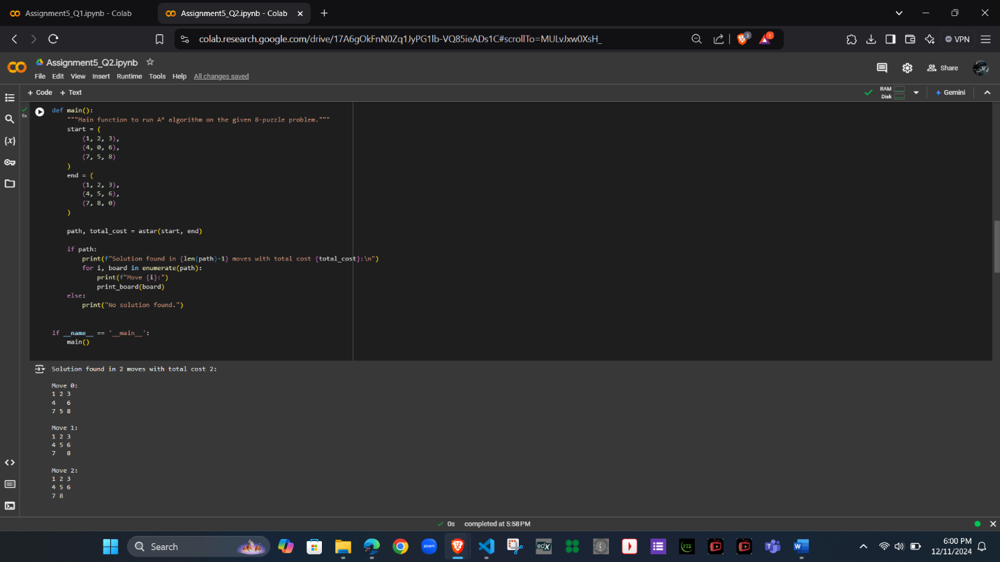 Assignment5_Q1.ipynb - Colab
Assignment5_Q2.ipynb - Colab
colab.research.google.com/drive/17A6gOkFnN0Zq1JyPG1lb-VQ85ieADs1C#scrollTo=MULvJxw0XsH_
3
1
VPN
Assignment5_Q2.ipynb
File Edit View Insert Runtime Tools Help All changes saved
Share
+ Code + Text
RAM
Disk
Gemini
0s
def main():
    """Main function to run A* algorithm on the given 8-puzzle problem."""
    start = (
        (1, 2, 3),
        (4, 0, 6),
        (7, 5, 8)
    )
    end = (
        (1, 2, 3),
        (4, 5, 6),
        (7, 8, 0)
    )
    path, total_cost = astar(start, end)
    if path:
        print(f"Solution found in {len(path)-1} moves with total cost {total_cost}:\n")
        for i, board in enumerate(path):
            print(f"Move {i}:")
            print_board(board)
    else:
        print("No solution found.")
if __name__ == '__main__':
    main()
Solution found in 2 moves with total cost 2:
Move 0:
1 2 3
4   6
7 5 8
Move 1:
1 2 3
4 5 6
7   8
Move 2:
1 2 3
4 5 6
7 8
0s completed at 5:58 PM
Search
zoom
edX
YTS
6:00 PM
12/11/2024